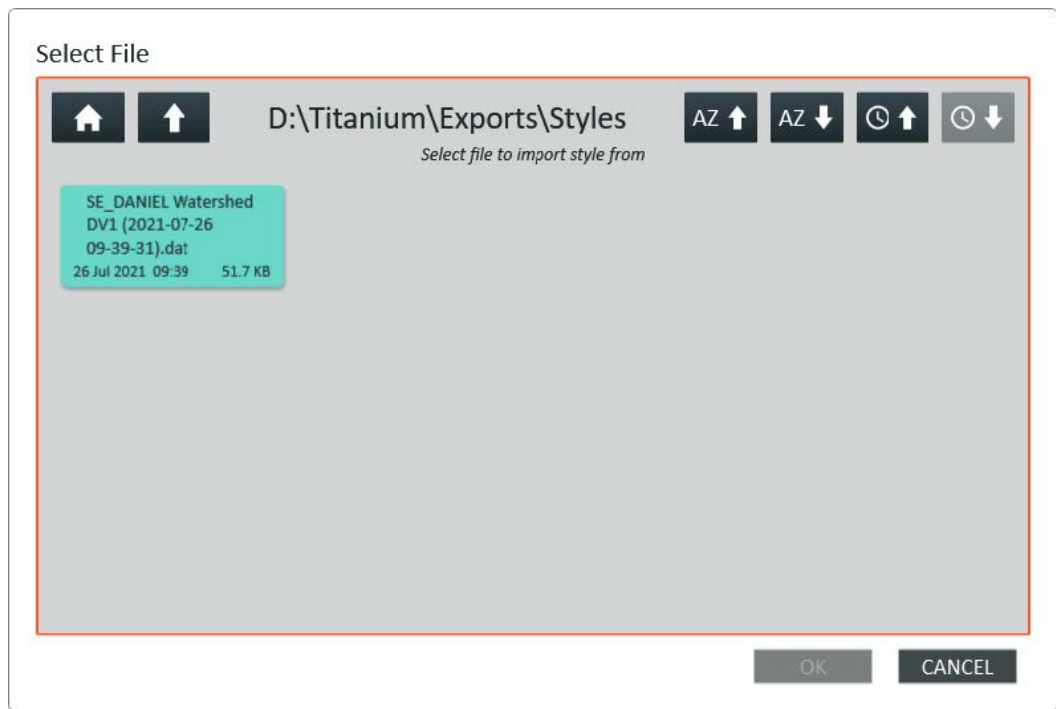 Select File
D:\Titanium\Exports\Styles
AZ
AZ
Select file to import style from
SE_DANIEL Watershed
DV1 (2021-07-26
09-39-31).dat
26 Jul 2021 09:39 51.7 KB
OK
CANCEL